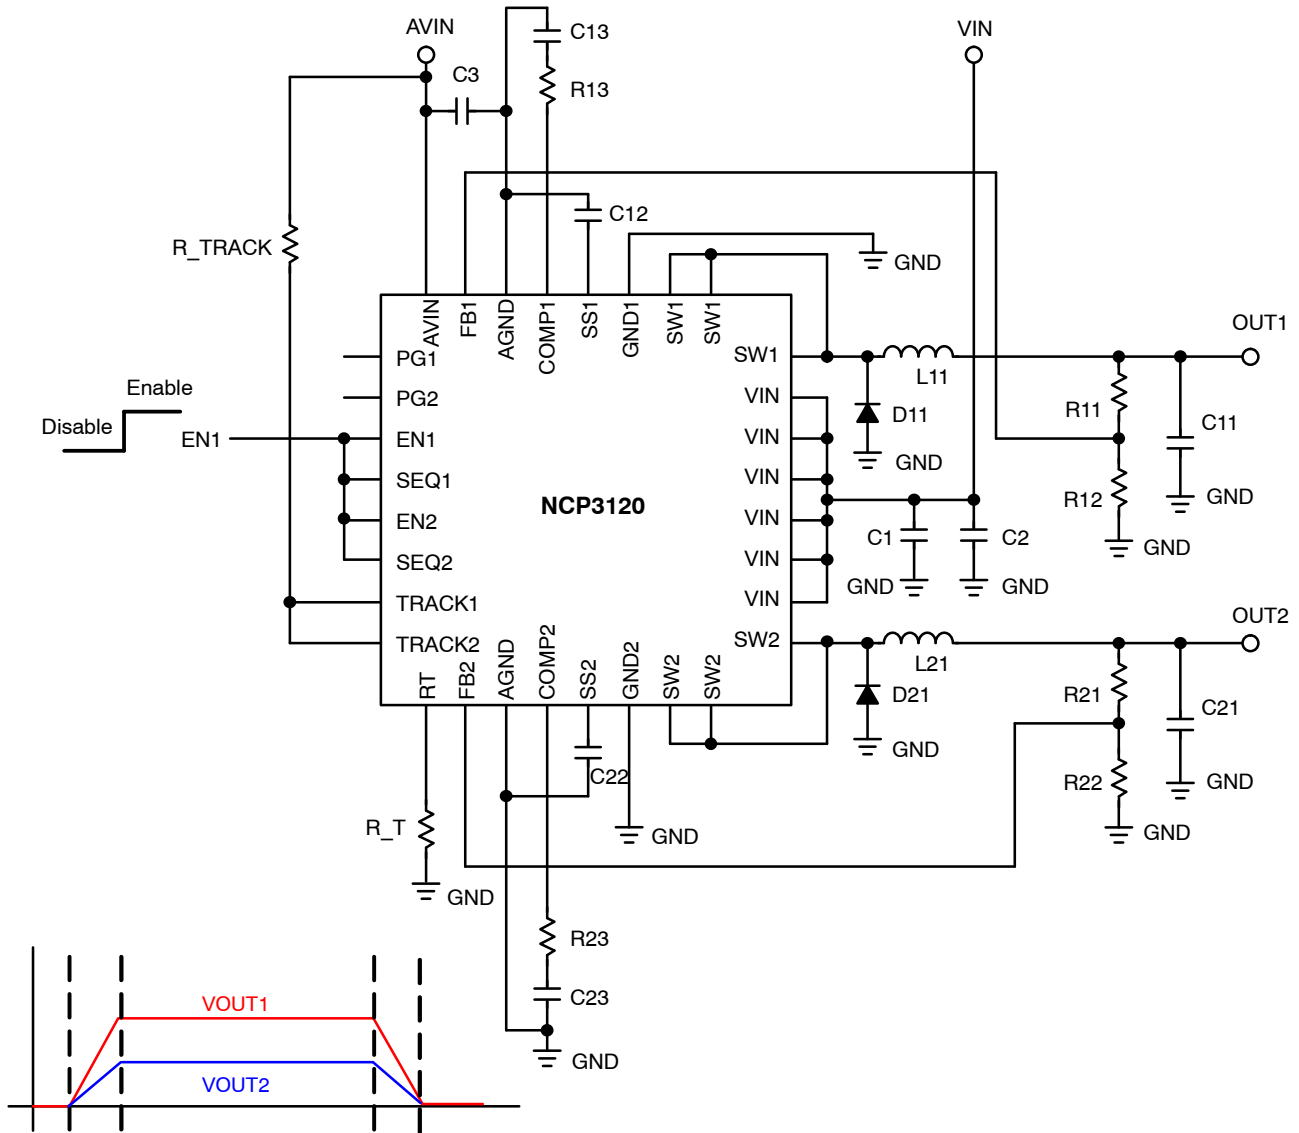 AVIN
C13
VIN
C3
R13
C12
R_TRACK
GND
AVIN
FB1
AGND
COMP1
SS1
GND1
SW1
SW1
OUT1
PG1
SW1
L11
Enable
PG2
VIN
R11
D11
C11
Disable
EN1
EN1
VIN
GND
SEQ1
VIN
R12
GND
NCP3120
EN2
VIN
C1
C2
GND
SEQ2
VIN
GND
GND
TRACK1
VIN
OUT2
TRACK2
SW2
L21
RT
FB2
AGND
COMP2
SS2
GND2
SW2
SW2
D21
R21
C21
GND
C22
R22
GND
R_T
GND
GND
GND
R23
C23
VOUT1
GND
VOUT2